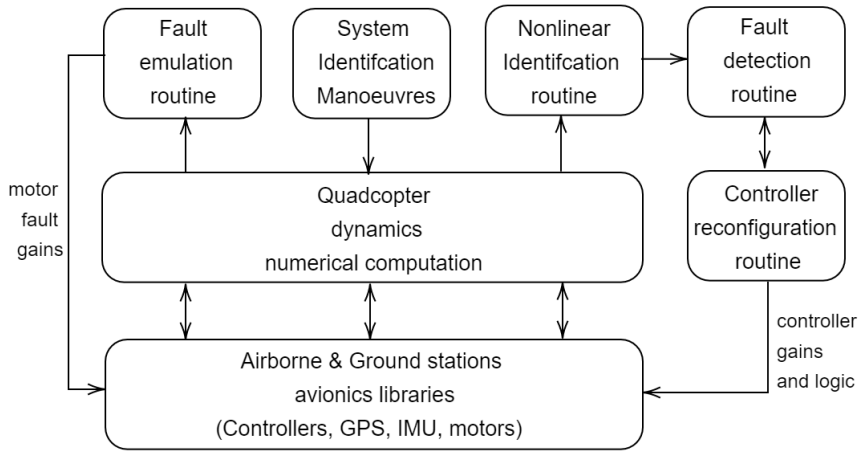 Fault
emulation
routine
System
Identifcation
Manoeuvres
Nonlinear
Identifcation
routine
Fault
detection
routine
motor
fault
gains
Quadcopter
dynamics
numerical computation
Controller
reconfiguration
routine
controller
gains
and logic
Airborne & Ground stations
avionics libraries
(Controllers, GPS, IMU, motors)